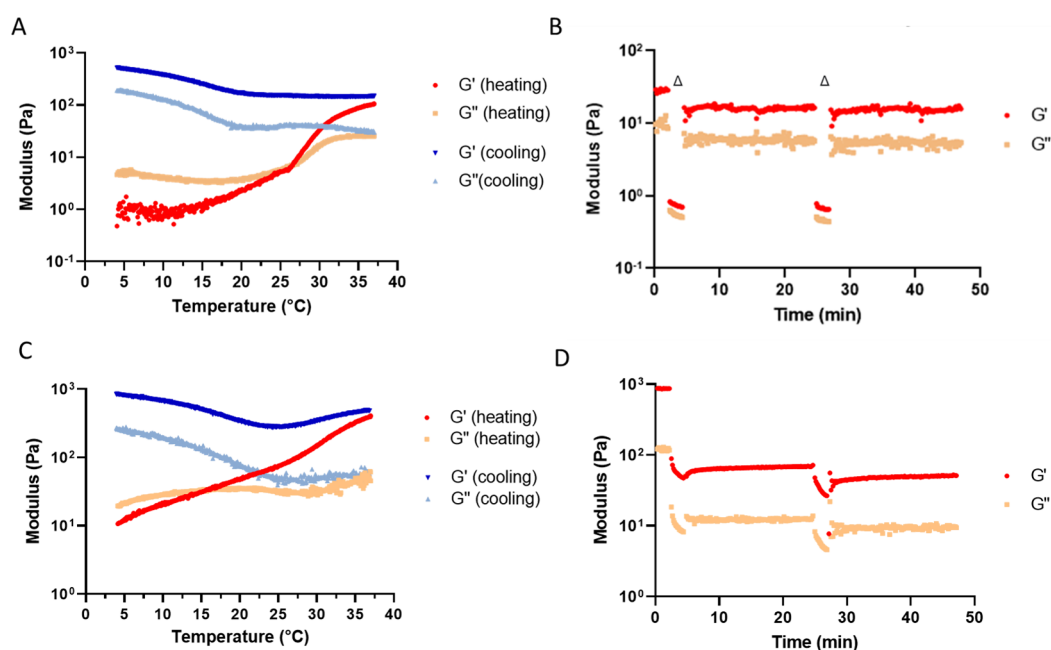 A
10³
10²
10¹
10⁰
10⁻¹
Modulus (Pa)
0 5 10 15 20 25 30 35 40
Temperature (°C)
G' (heating)
G" (heating)
G' (cooling)
G"(cooling)
B
10²
10¹
10⁰
10⁻¹
Modulus (Pa)
Δ Δ
0 10 20 30 40 50
Time (min)
G'
G"
C
10³
10²
10¹
10⁰
Modulus (Pa)
0 5 10 15 20 25 30 35 40
Temperature (°C)
G' (heating)
G" (heating)
G' (cooling)
G" (cooling)
D
10³
10²
10¹
10⁰
Modulus (Pa)
0 10 20 30 40 50
Time (min)
G'
G"